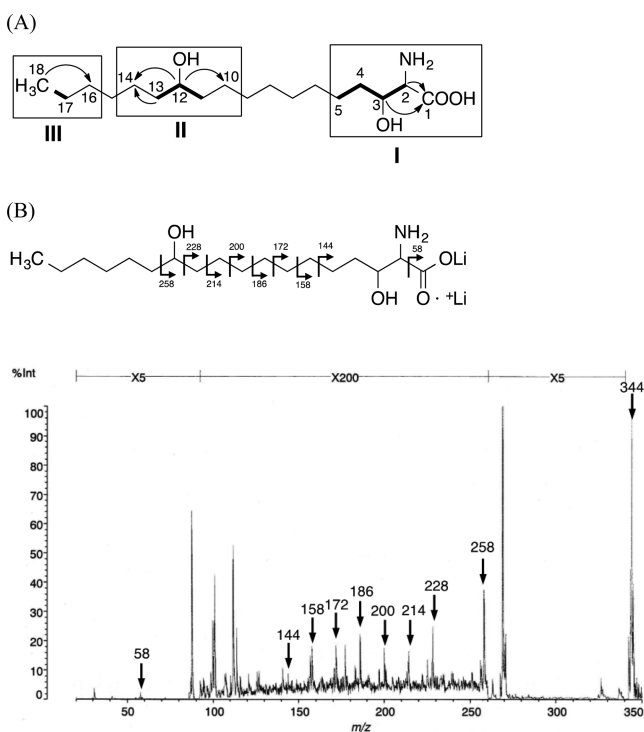 (A)
OH
NH₂
18
H₃C
17
16
14
13
12
10
5
4
3
2
1
COOH
OH
III
II
I
(B)
OH
NH₂
H₃C
258
228
214
200
186
172
158
144
58
OLi
OH
O · ⁺Li
%Int
X5
X200
X5
344
100
90
80
70
60
50
40
30
20
10
0
58
144
158
172
186
200
214
228
258
50
100
150
200
250
300
350
m/z